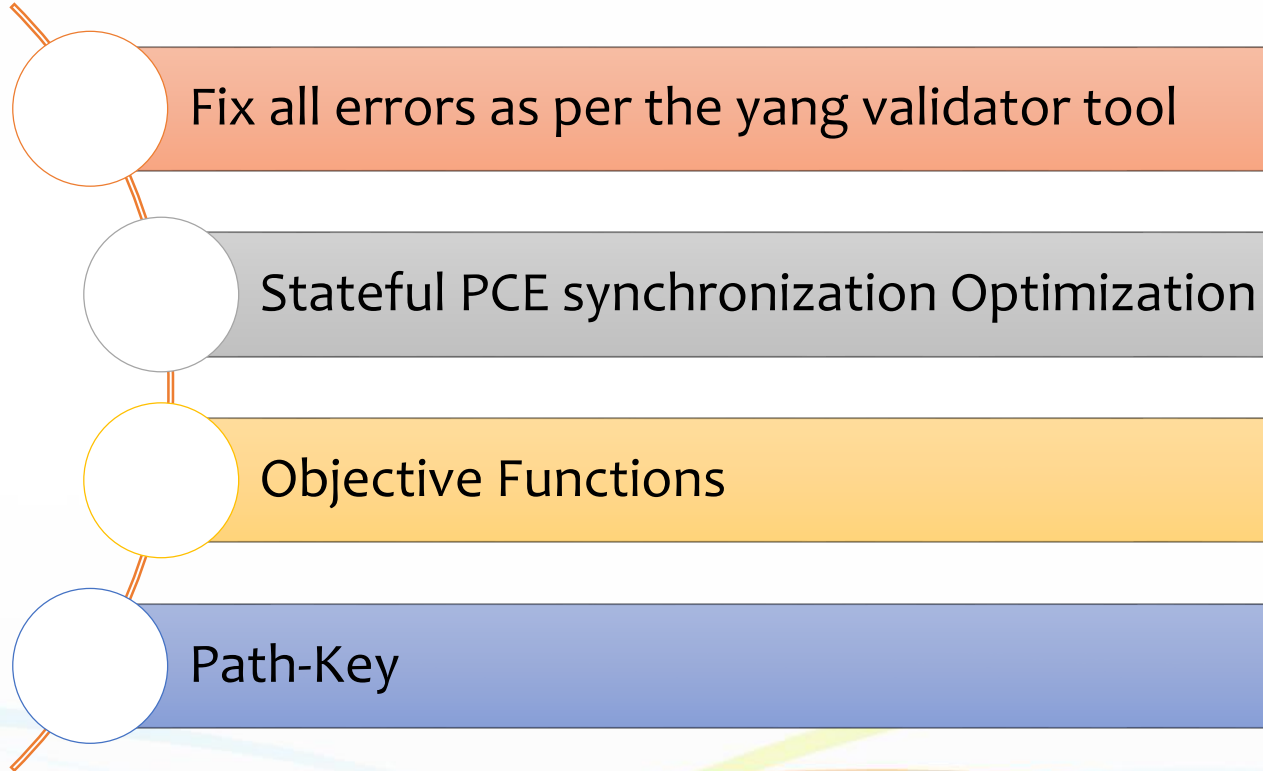 Fix all errors as per the yang validator tool
Stateful PCE synchronization Optimization
Objective Functions
Path-Key